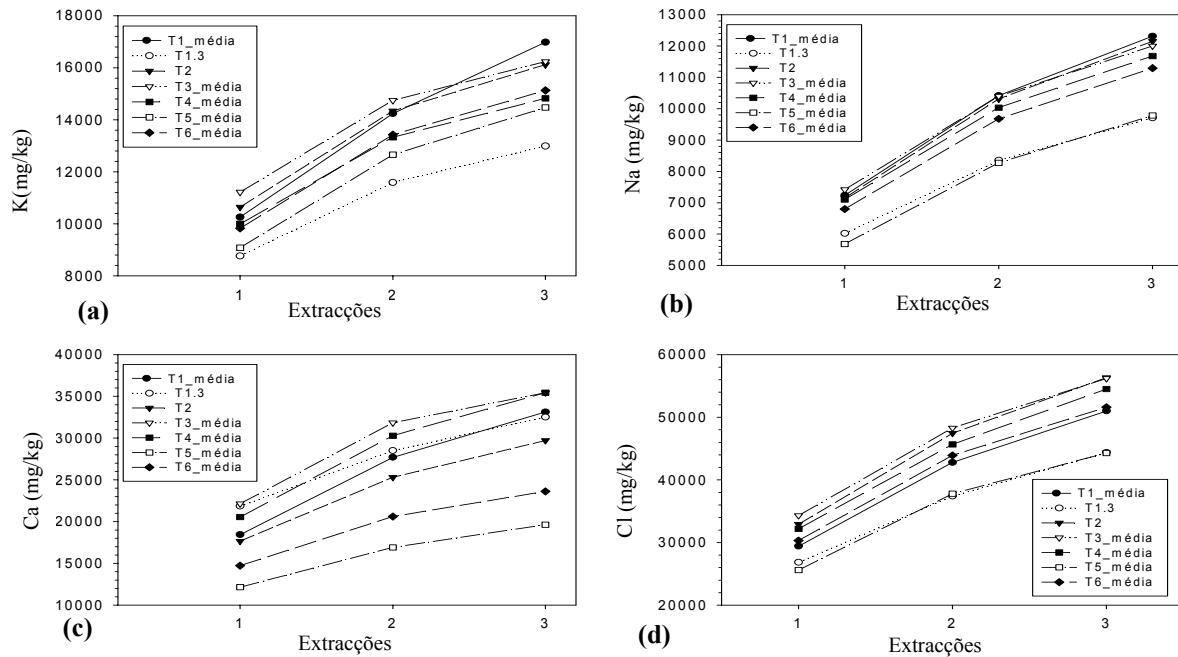 18000
16000
14000
12000
10000
8000
K(mg/kg)
T1_média
T1.3
T2
T3_média
T4_média
T5_média
T6_média
1
2
3
Extracções
(a)
13000
12000
11000
10000
9000
8000
7000
6000
5000
Na (mg/kg)
T1_média
T1.3
T2
T3_média
T4_média
T5_média
T6_média
1
2
3
Extracções
(b)
40000
35000
30000
25000
20000
15000
10000
Ca (mg/kg)
T1_média
T1.3
T2
T3_média
T4_média
T5_média
T6_média
1
2
3
Extracções
(c)
60000
50000
40000
30000
20000
Cl (mg/kg)
T1_média
T1.3
T2
T3_média
T4_média
T5_média
T6_média
1
2
3
Extracções
(d)